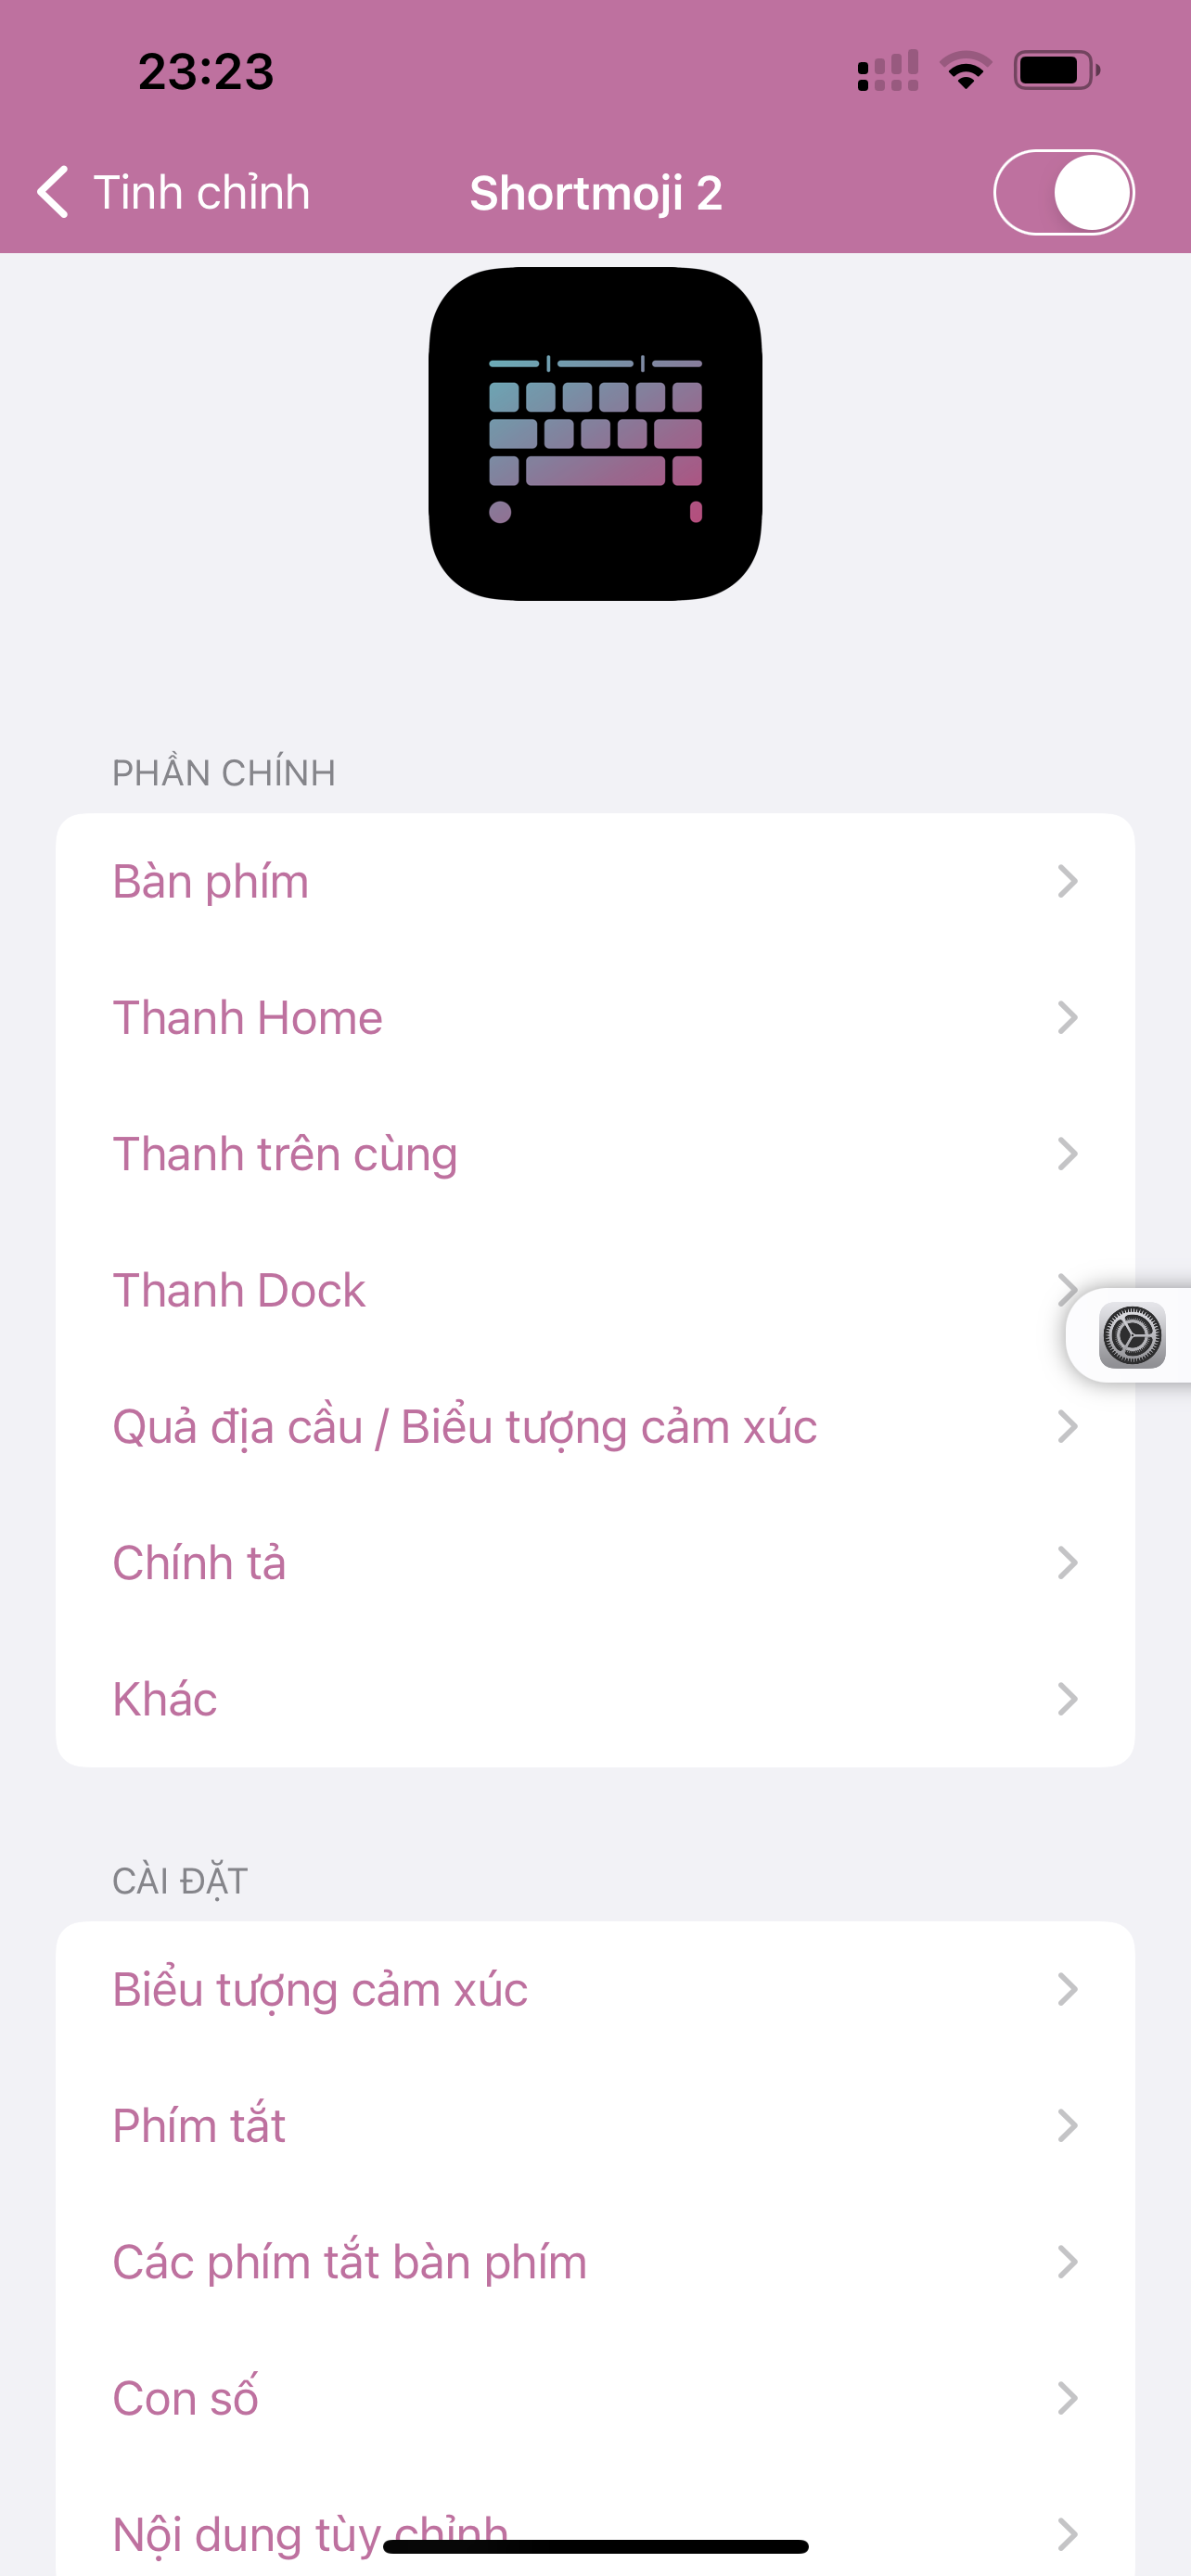 23:23
Tinh chỉnh
Shortmoji 2
PHẦN CHÍNH
Bàn phím
Thanh Home
Thanh trên cùng
Thanh Dock
Quả địa cầu / Biểu tượng cảm xúc
Chính tả
Khác
CÀI ĐẶT
Biểu tượng cảm xúc
Phím tắt
Các phím tắt bàn phím
Con số
Nội dung tùy chỉnh